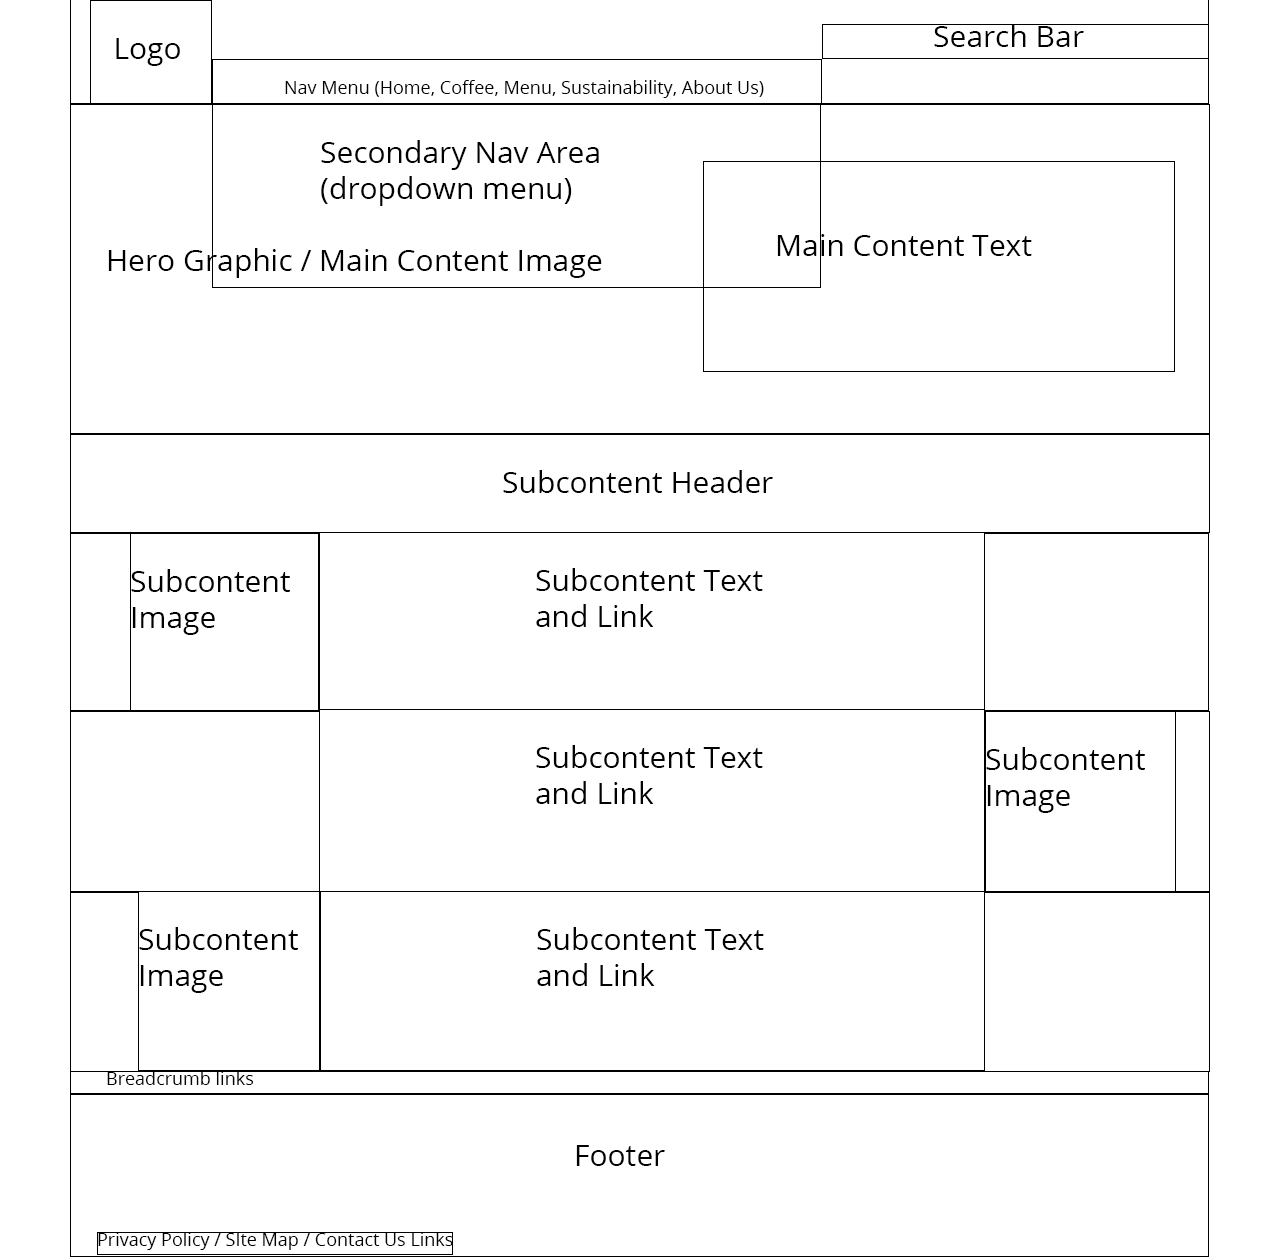 Logo
Search Bar
Nav Menu (Home, Coffee, Menu, Sustainability, About Us)
Secondary Nav Area
(dropdown menu)
Main Content Text
Hero Graphic / Main Content Image
Subcontent Header
Subcontent
Image
Subcontent Text
and Link
Subcontent Text
and Link
Subcontent
Image
Subcontent
Image
Subcontent Text
and Link
Breadcrumb links
Footer
Privacy Policy / SIte Map / Contact Us Links